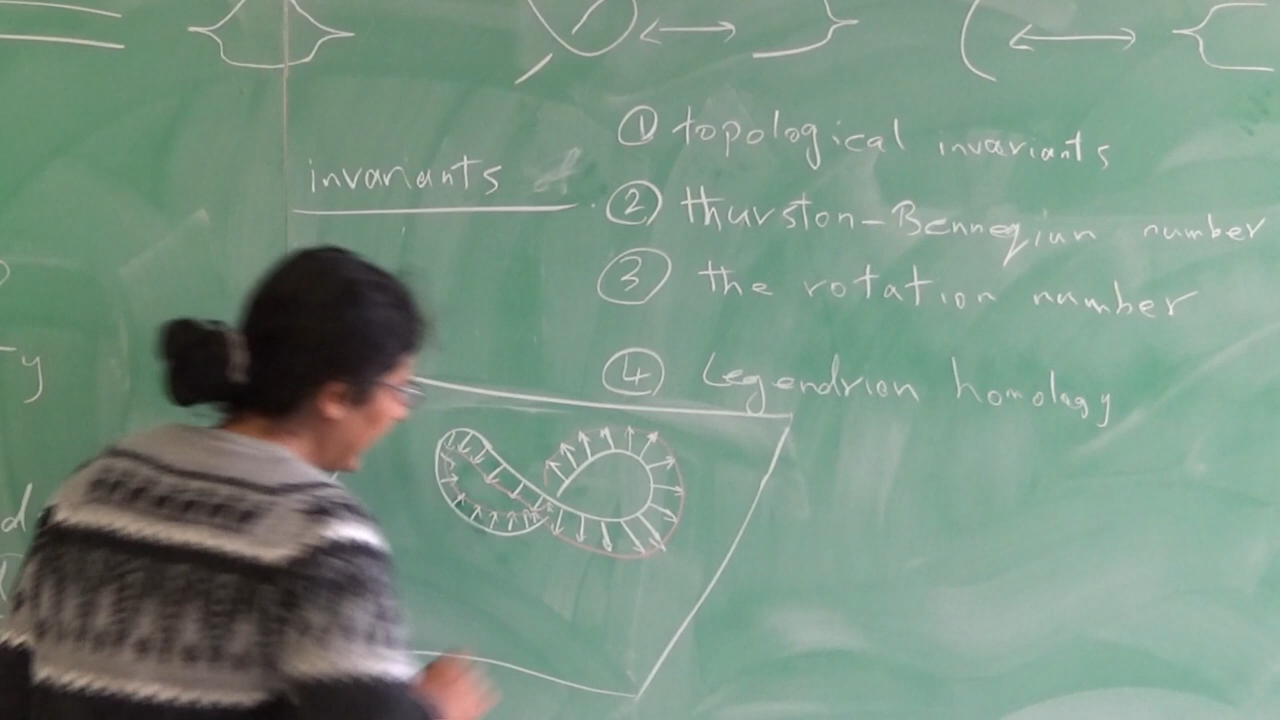 ① topological invariants
invariants
② thurston-Bennequin number
③ the rotation number
y
④ Legendrian homology
d